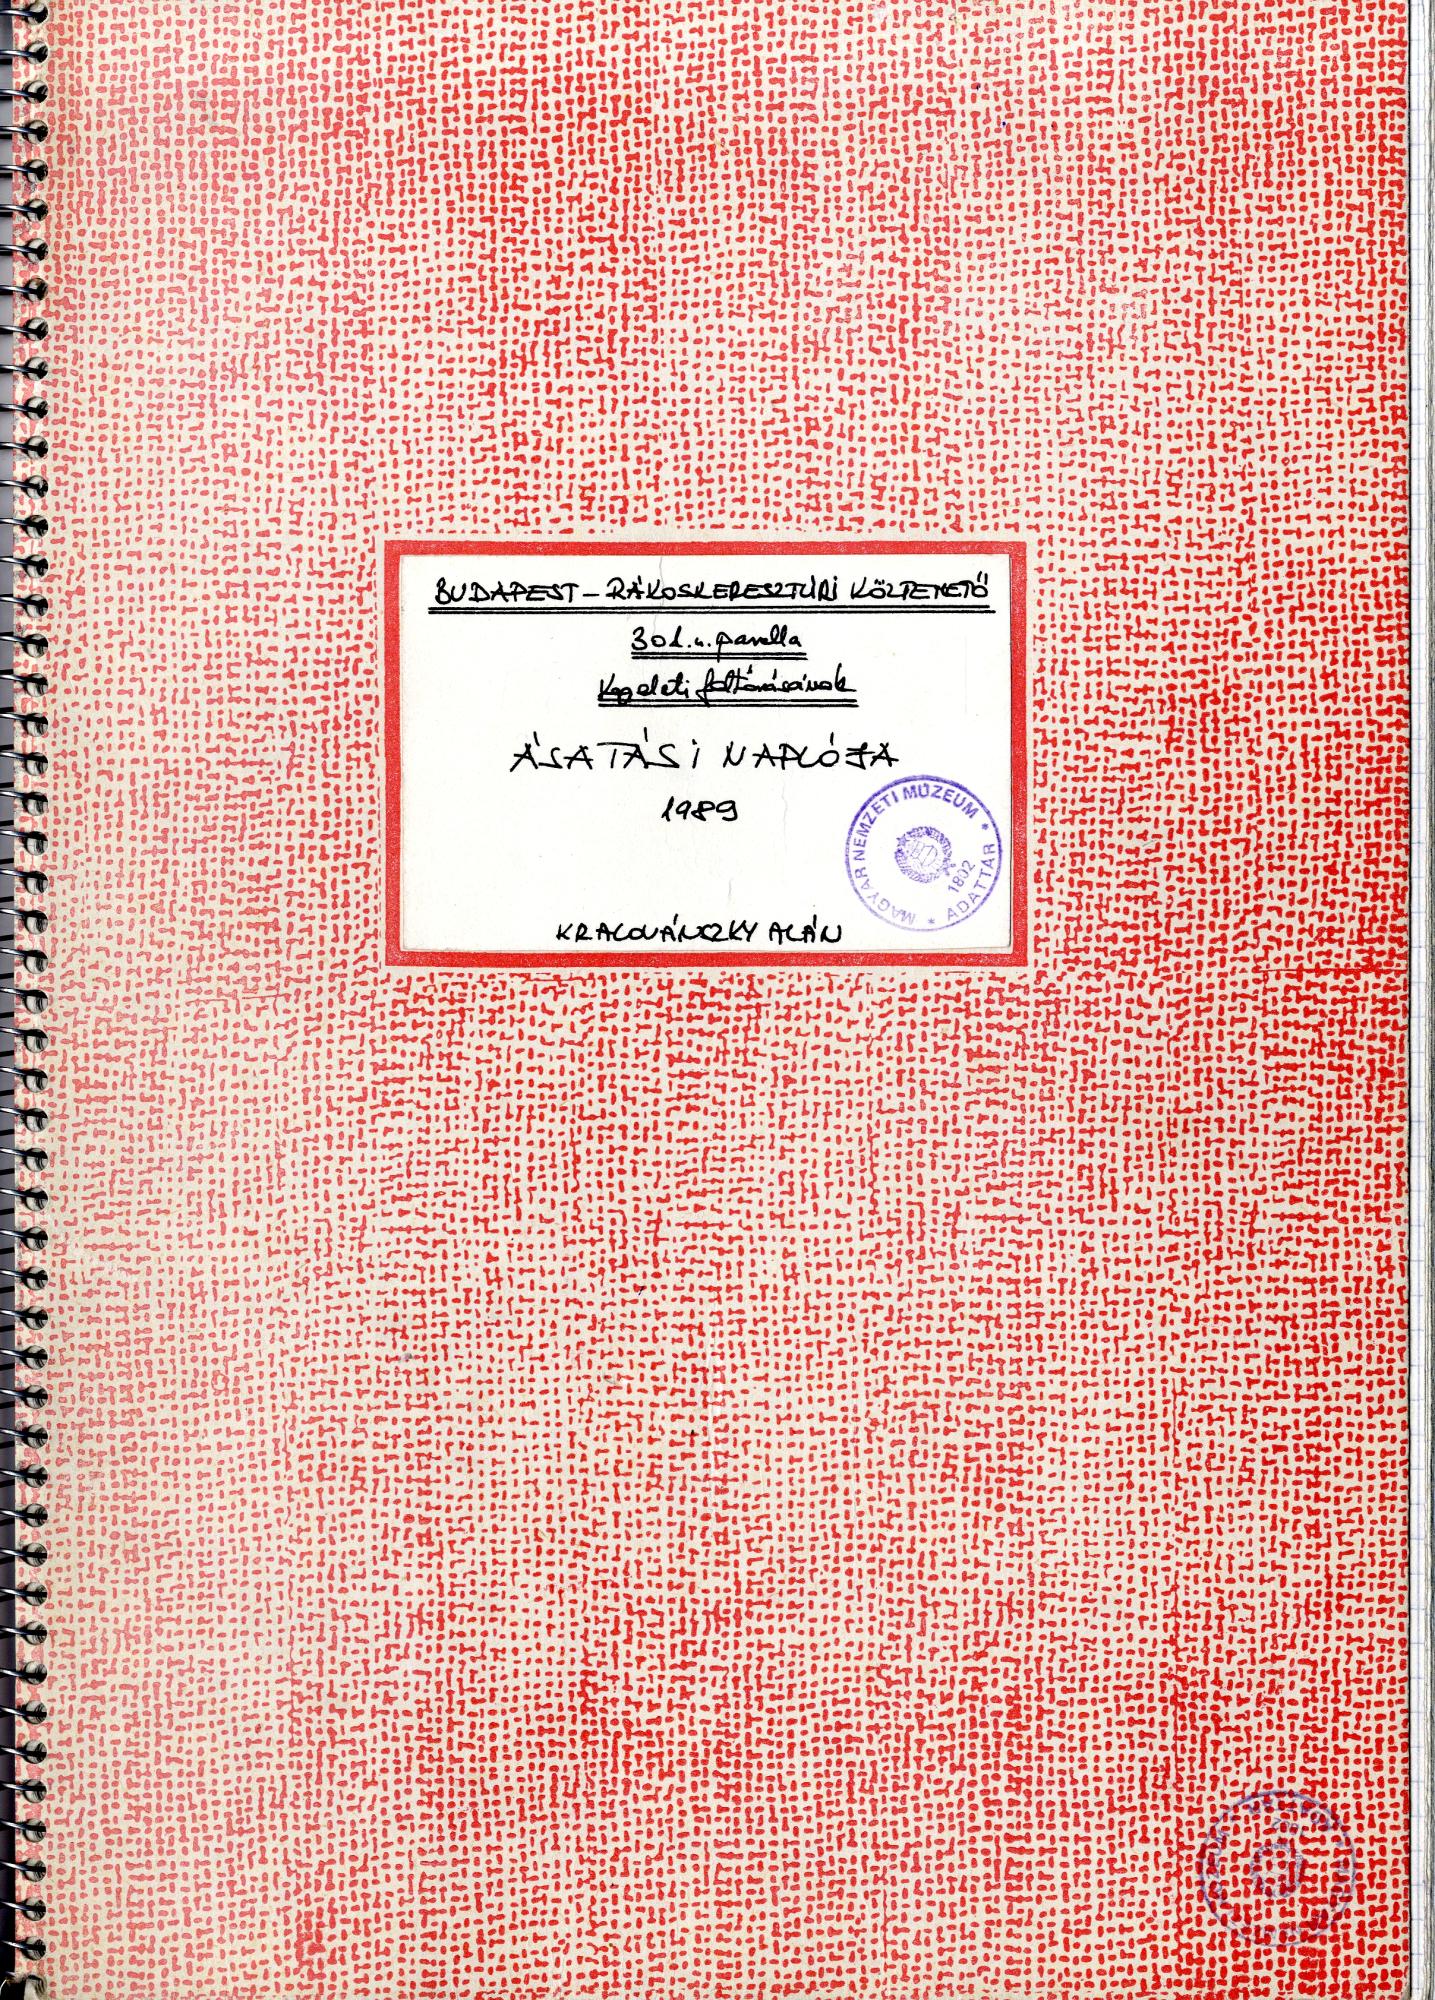 BUDAPEST – RÁKOSKERESZTÚRI KÖZTEMETŐ
301. u. parcella
Kegyeleti feltárásának
ÁSATÁSI NAPLÓJA
1989
MAGYAR NEMZETI MÚZEUM * ADATTÁR *
1802
KRALOVÁNSZKY ALÁN